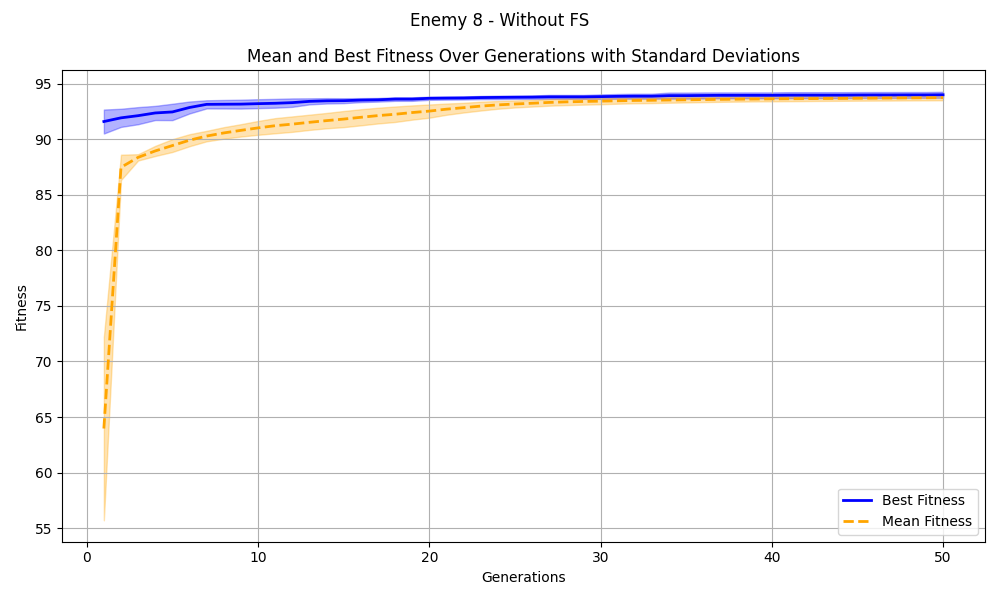 Enemy 8 - Without FS
Mean and Best Fitness Over Generations with Standard Deviations
95
90
85
80
75
70
65
60
55
Fitness
0
10
20
30
40
50
Generations
Best Fitness
Mean Fitness